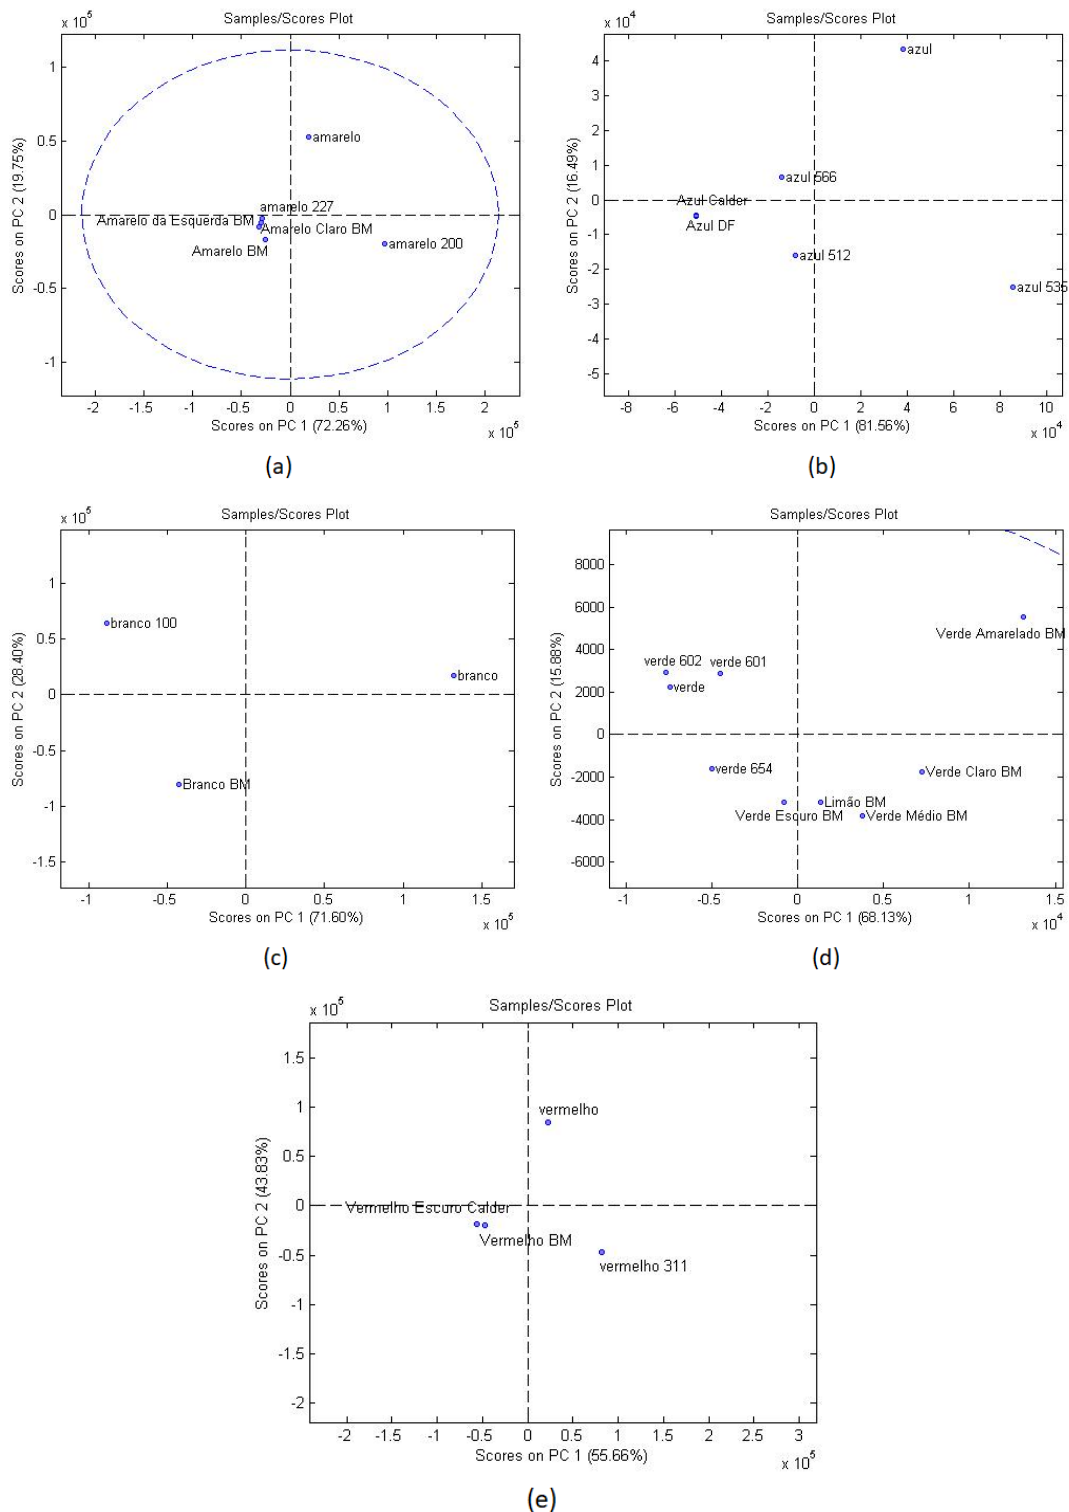 Samples/Scores Plot
x 10^5
1
0.5
0
-0.5
-1
Scores on PC 2 (19.75%)
amarelo
amarelo 227
Amarelo da Esquerda BM
Amarelo Claro BM
Amarelo BM
amarelo 200
-2 -1.5 -1 -0.5 0 0.5 1 1.5 2
Scores on PC 1 (72.26%)
x 10^5
(a)
Samples/Scores Plot
x 10^4
4
3
2
1
0
-1
-2
-3
-4
-5
Scores on PC 2 (16.49%)
azul
azul 566
Azul Calder
Azul DF
azul 512
azul 535
-8 -6 -4 -2 0 2 4 6 8 10
Scores on PC 1 (81.56%)
x 10^4
(b)
Samples/Scores Plot
x 10^5
1
0.5
0
-0.5
-1
-1.5
Scores on PC 2 (28.40%)
branco 100
branco
Branco BM
-1 -0.5 0 0.5 1 1.5
Scores on PC 1 (71.60%)
x 10^5
(c)
Samples/Scores Plot
8000
6000
4000
2000
0
-2000
-4000
-6000
Scores on PC 2 (15.88%)
Verde Amarelado BM
verde 602 verde 601
verde
verde 654
Verde Claro BM
Limão BM
Verde Escuro BM
Verde Médio BM
-1 -0.5 0 0.5 1 1.5
Scores on PC 1 (68.13%)
x 10^4
(d)
Samples/Scores Plot
x 10^5
1.5
1
0.5
0
-0.5
-1
-1.5
-2
Scores on PC 2 (43.83%)
vermelho
Vermelho Escuro Calder
Vermelho BM
vermelho 311
-2 -1.5 -1 -0.5 0 0.5 1 1.5 2 2.5 3
Scores on PC 1 (55.66%)
x 10^5
(e)